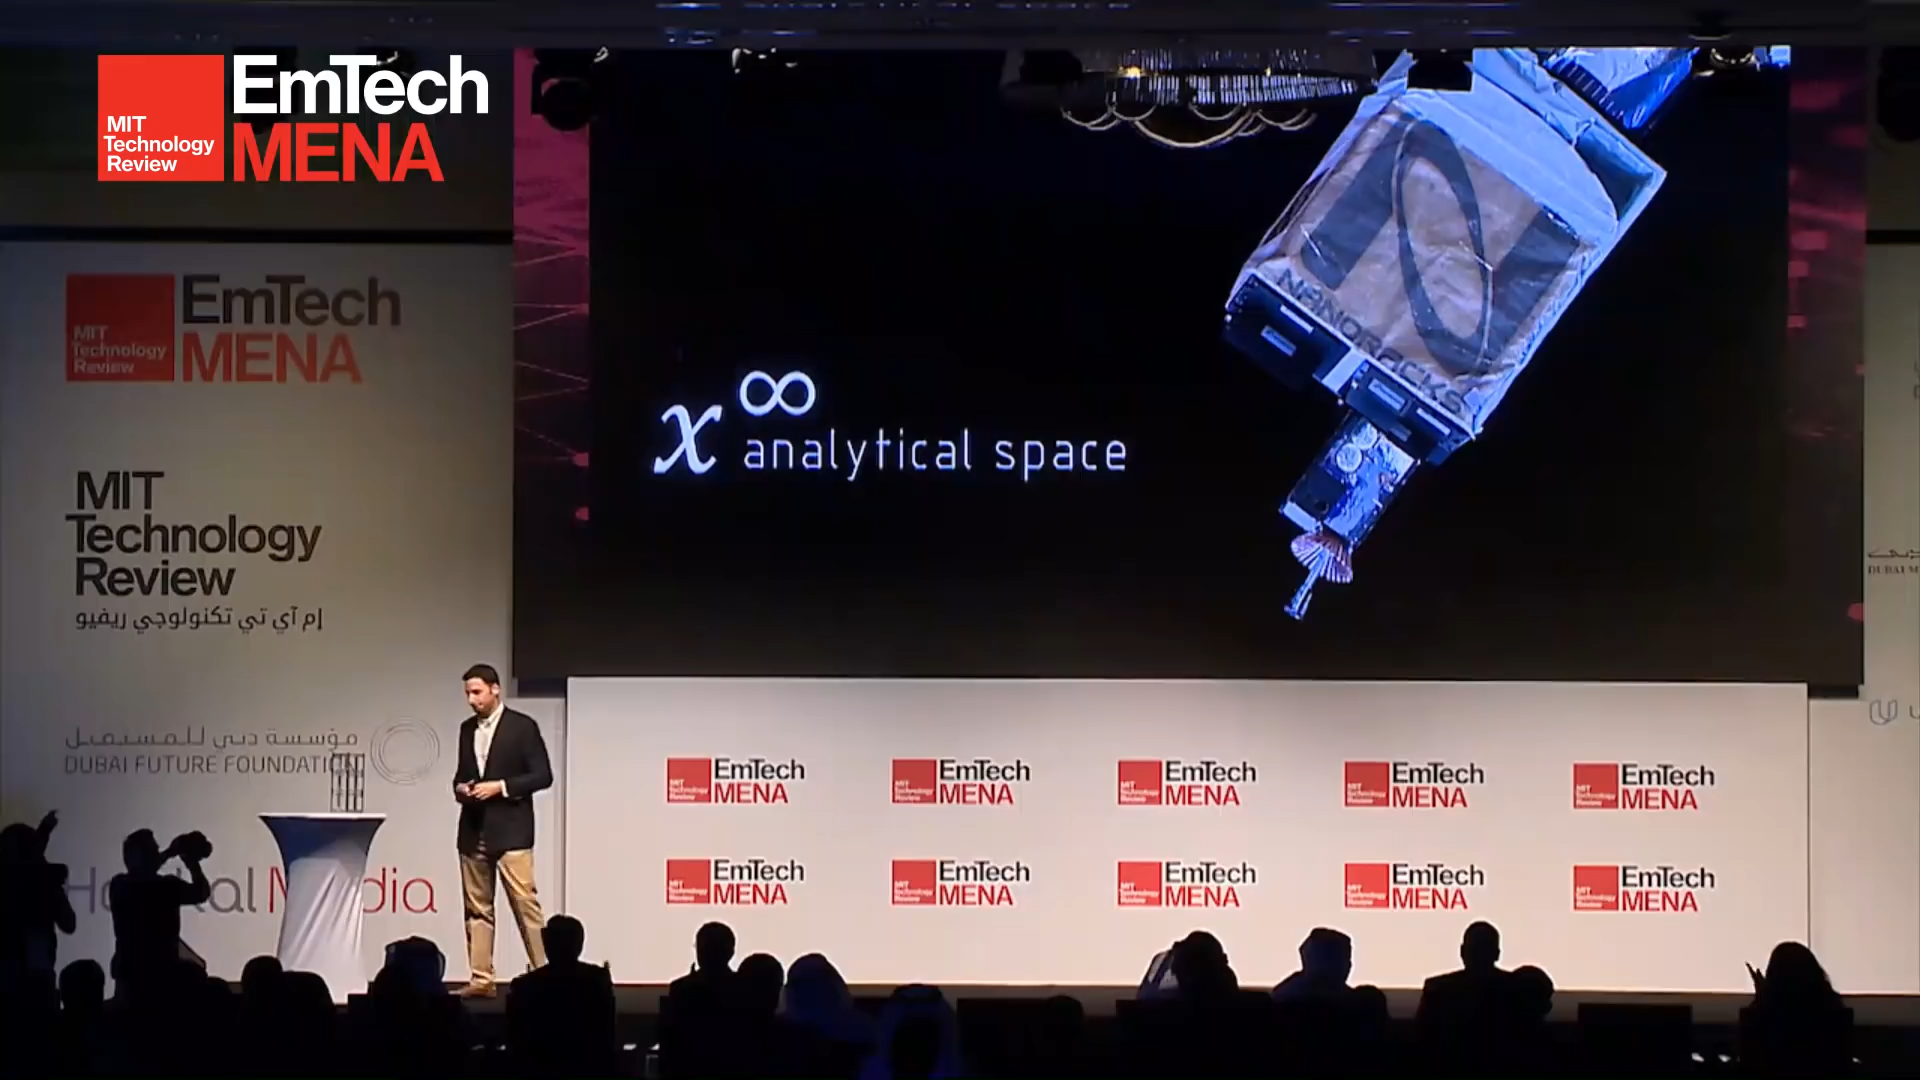 MIT
Technology
Review
EmTech
MENA
MIT
Technology
Review
EmTech
MENA
MIT
Technology
Review
إم آي تي تكنولوجي ريفيو
مؤسسة دبي للمستقبل
DUBAI FUTURE FOUNDATION
Media
x∞
analytical space
N
NANORACKS
EmTech
MENA
EmTech
MENA
EmTech
MENA
EmTech
MENA
EmTech
MENA
EmTech
MENA
EmTech
MENA
EmTech
MENA
EmTech
MENA
EmTech
MENA